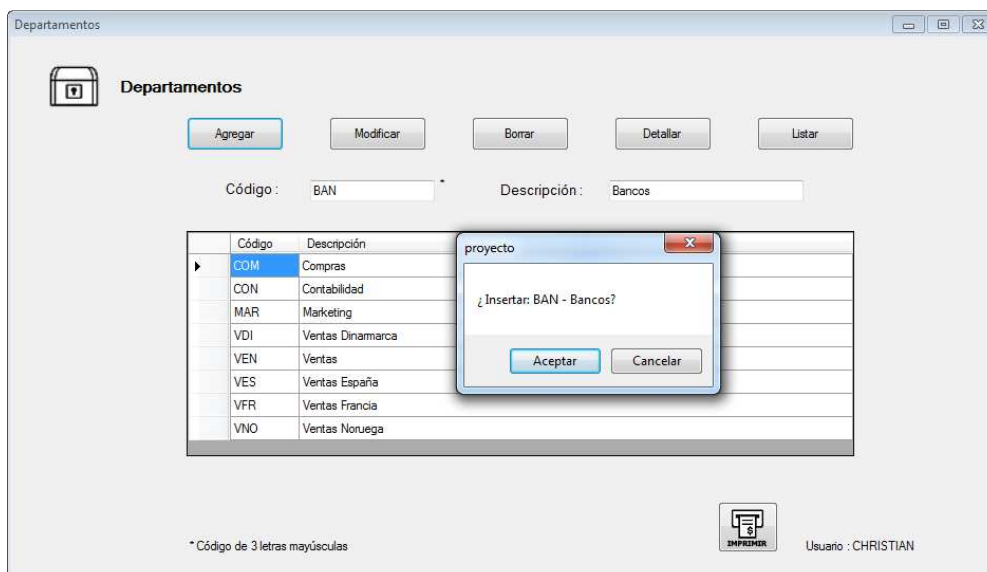 Departamentos
Departamentos
Agregar Modificar Borrar Detallar Listar
Código : BAN * Descripción : Bancos
Código Descripción
COM Compras
CON Contabilidad
MAR Marketing
VDI Ventas Dinamarca
VEN Ventas
VES Ventas España
VFR Ventas Francia
VNO Ventas Noruega
proyecto
¿ Insertar: BAN - Bancos?
Aceptar Cancelar
IMPRIMIR
* Código de 3 letras mayúsculas
Usuario : CHRISTIAN